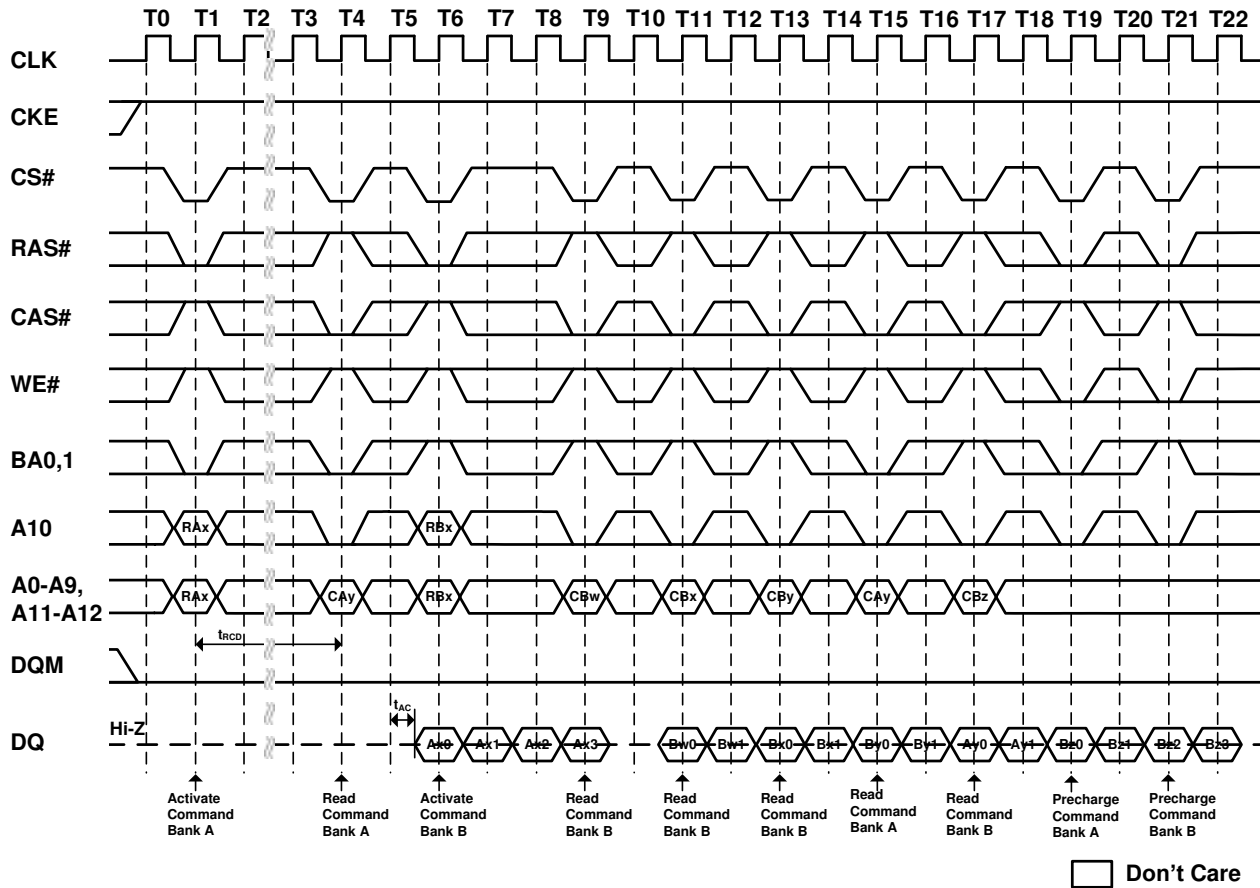 T0 T1 T2 T3 T4 T5 T6 T7 T8 T9 T10 T11 T12 T13 T14 T15 T16 T17 T18 T19 T20 T21 T22
CLK
CKE
CS#
RAS#
CAS#
WE#
BA0,1
A10 RAx RBx
A0-A9,
A11-A12 RAx CAy RBx CBw CBx CBy CAy CBz
tRCD
DQM
tAC
Hi-Z
DQ Ax0 Ax1 Ax2 Ax3 Bw0 Bw1 Bx0 Bx1 By0 By1 Ay0 Ay1 Bz0 Bz1 Bz2 Bz3
Activate
Command
Bank A
Read
Command
Bank A
Activate
Command
Bank B
Read
Command
Bank B
Read
Command
Bank B
Read
Command
Bank B
Read
Command
Bank A
Read
Command
Bank B
Precharge
Command
Bank A
Precharge
Command
Bank B
Don't Care